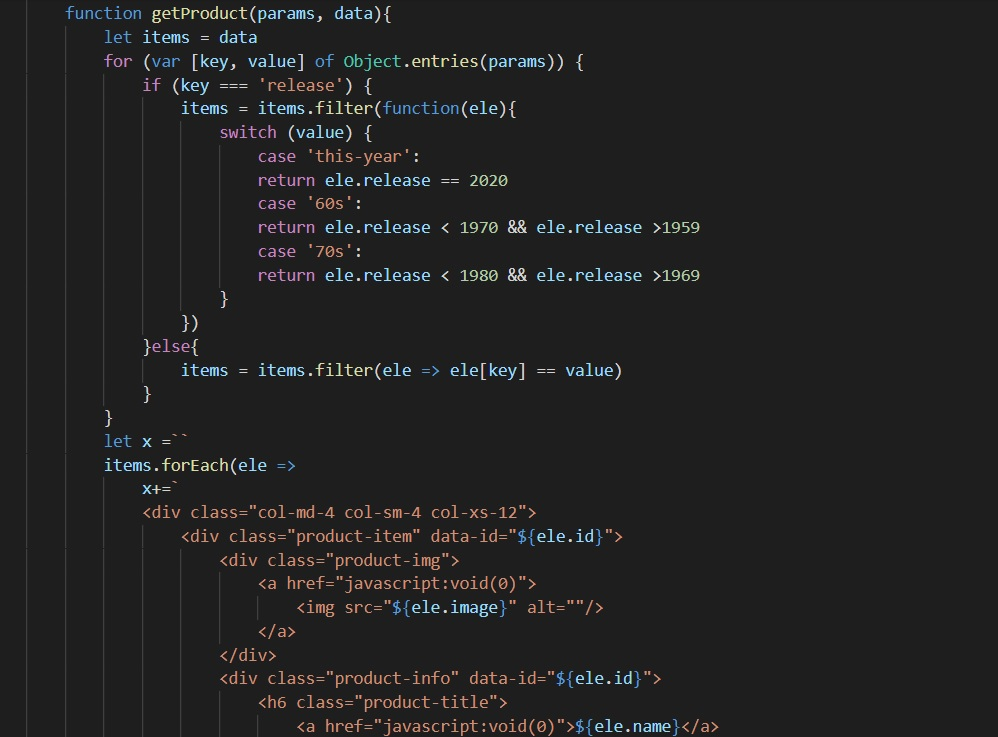 function getProduct(params, data){
let items = data
for (var [key, value] of Object.entries(params)) {
if (key === 'release') {
items = items.filter(function(ele){
switch (value) {
case 'this-year':
return ele.release == 2020
case '60s':
return ele.release < 1970 && ele.release >1959
case '70s':
return ele.release < 1980 && ele.release >1969
}
})
}else{
items = items.filter(ele => ele[key] == value)
}
}
let x =``
items.forEach(ele =>
x+=`
<div class="col-md-4 col-sm-4 col-xs-12">
<div class="product-item" data-id="${ele.id}">
<div class="product-img">
<a href="javascript:void(0)">
<img src="${ele.image}" alt=""/>
</a>
</div>
<div class="product-info" data-id="${ele.id}">
<h6 class="product-title">
<a href="javascript:void(0)">${ele.name}</a>